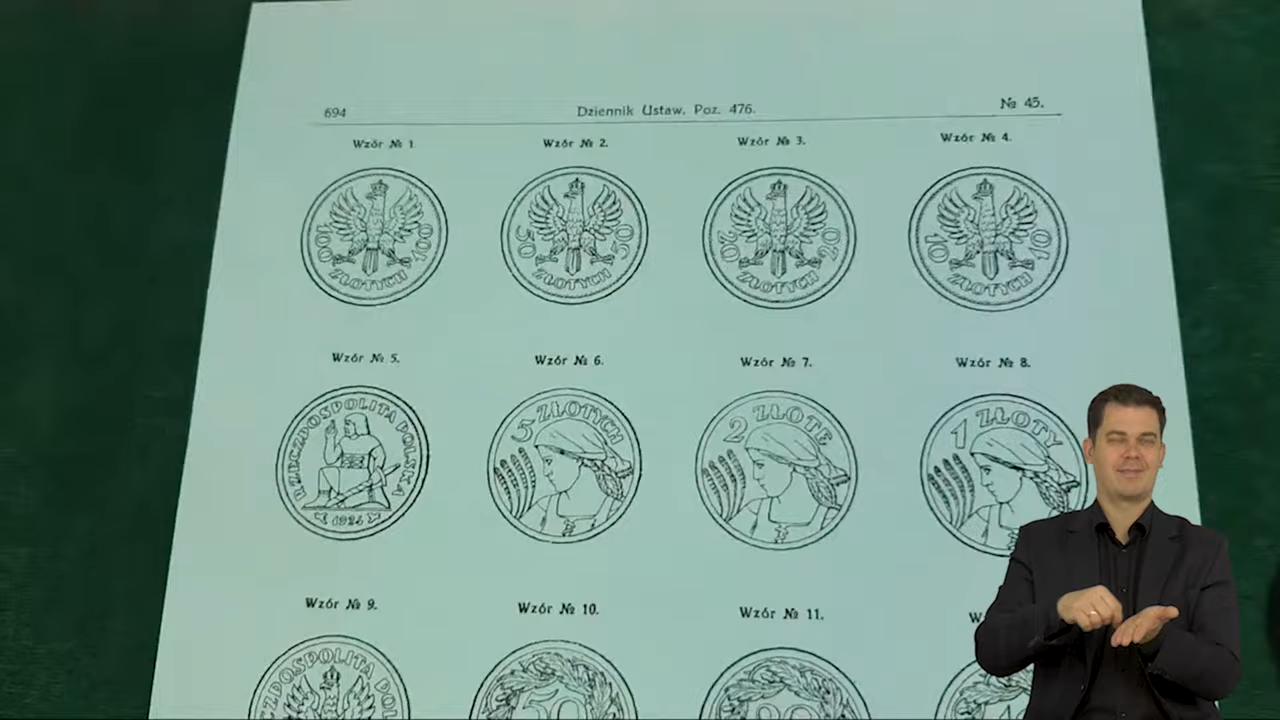 694 Dziennik Ustaw. Poz. 476. № 45.
Wzór № 1. Wzór № 2. Wzór № 3. Wzór № 4.
100 100 ZŁOTYCH
50 50 ZŁOTYCH
20 20 ZŁOTYCH
10 10 ZŁOTYCH
Wzór № 5. Wzór № 6. Wzór № 7. Wzór № 8.
RZECZPOSPOLITA POLSKA
1924
5 ZŁOTYCH
2 ZŁOTE
1 ZŁOTY
Wzór № 9. Wzór № 10. Wzór № 11.